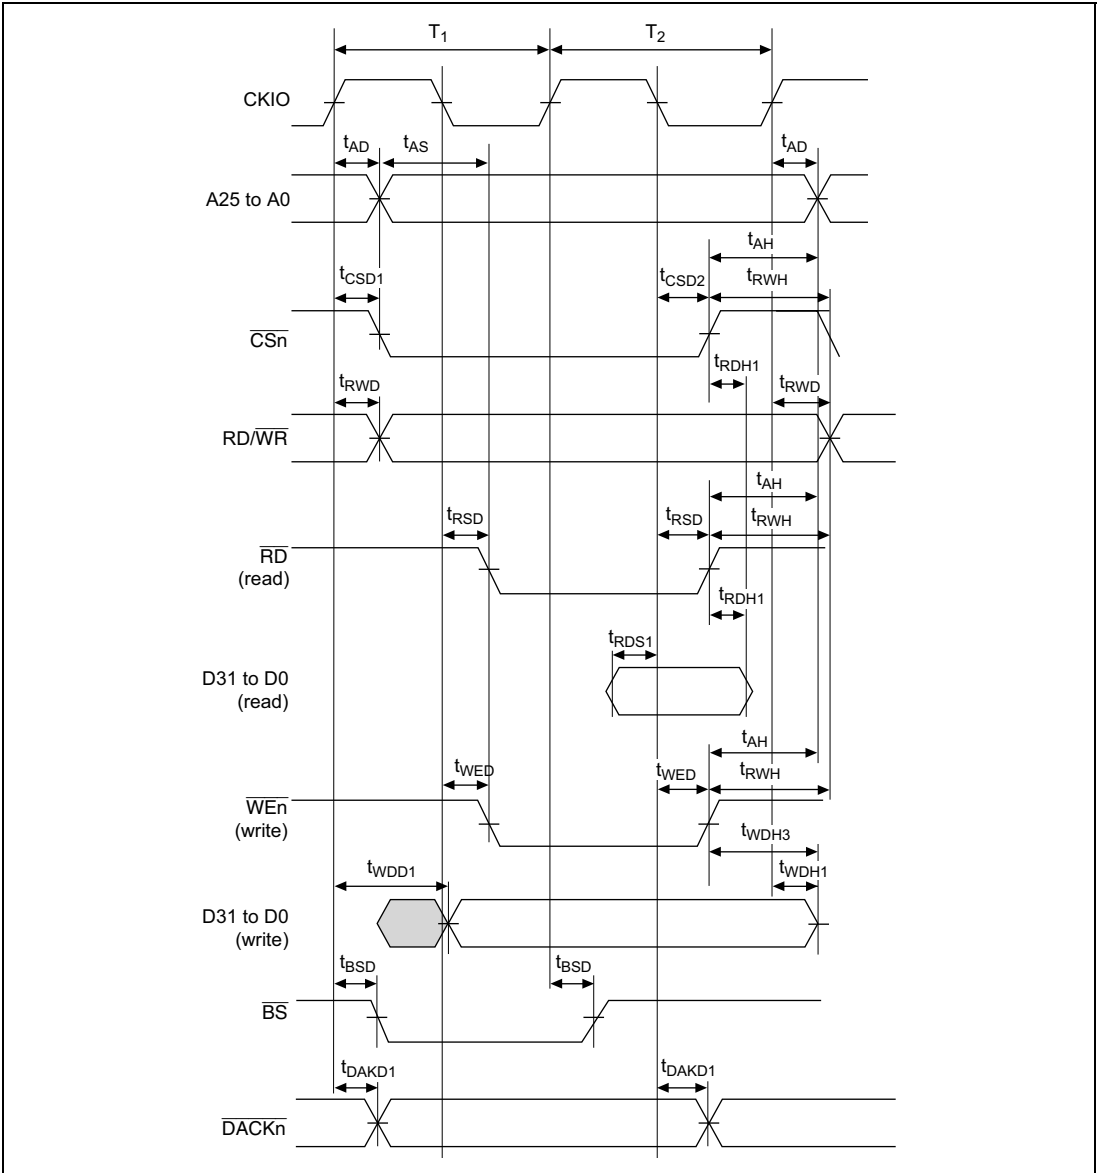 T1 T2
CKIO
tAD tAS tAD
A25 to A0
tAH
tCSD1 tCSD2 tRWH
CSn
tRDH1
tRWD tRWD
RD/WR
tAH
tRSD tRSD tRWH
RD
(read)
tRDH1
tRDS1
D31 to D0
(read)
tAH
tWED tWED tRWH
WEn
(write)
tWDH3
tWDD1 tWDH1
D31 to D0
(write)
tBSD tBSD
BS
tDAKD1 tDAKD1
DACKn